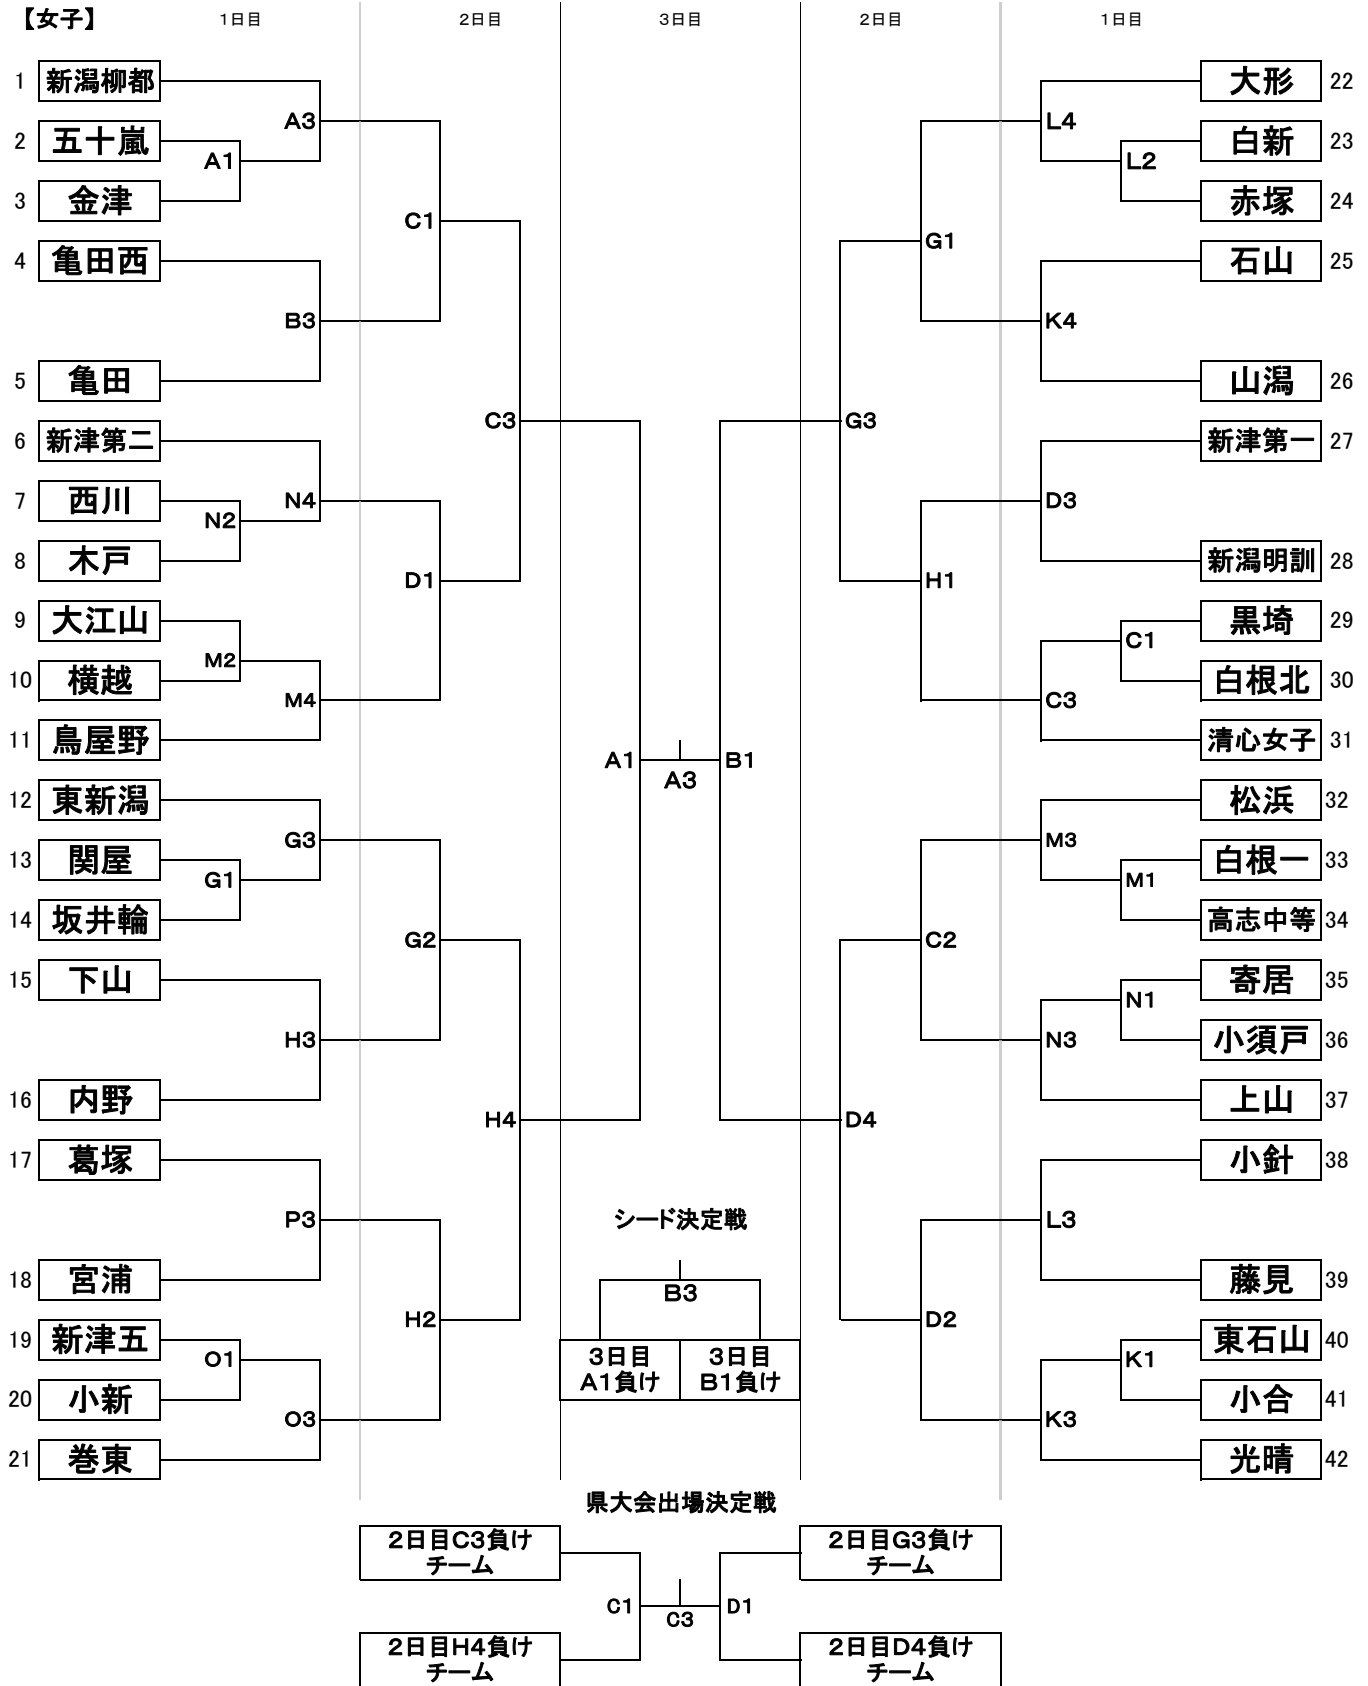 【女子】
1日目
2日目
3日目
2日目
1日目
1 新潟柳都
2 五十嵐
3 金津
4 亀田西
5 亀田
6 新津第二
7 西川
8 木戸
9 大江山
10 横越
11 鳥屋野
12 東新潟
13 関屋
14 坂井輪
15 下山
16 内野
17 葛塚
18 宮浦
19 新津五
20 小新
21 巻東
A1
N2
M2
G1
O1
A3
B3
N4
M4
G3
H3
P3
O3
C1
D1
G2
H2
C3
H4
A1
A3
B1
シード決定戦
B3
3日目
A1負け
3日目
B1負け
G3
D4
G1
H1
C2
D2
L4
K4
D3
C3
M3
N3
L3
K3
L2
C1
M1
N1
K1
大形 22
白新 23
赤塚 24
石山 25
山潟 26
新津第一 27
新潟明訓 28
黒埼 29
白根北 30
清心女子 31
松浜 32
白根一 33
高志中等 34
寄居 35
小須戸 36
上山 37
小針 38
藤見 39
東石山 40
小合 41
光晴 42
県大会出場決定戦
2日目C3負け
チーム
2日目H4負け
チーム
C1
C3
D1
2日目G3負け
チーム
2日目D4負け
チーム